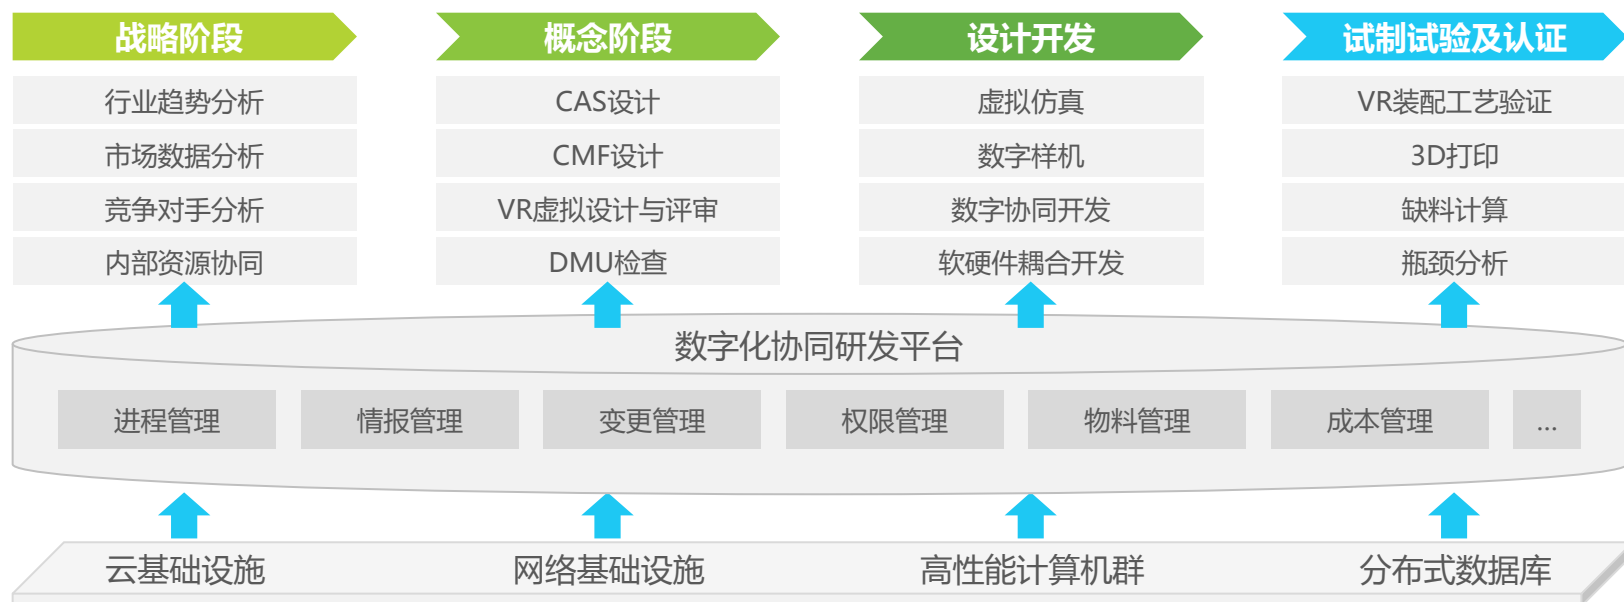 战略阶段 概念阶段 设计开发 试制试验及认证
行业趋势分析 CAS设计 虚拟仿真 VR装配工艺验证
市场数据分析 CMF设计 数字样机 3D打印
竞争对手分析 VR虚拟设计与评审 数字协同开发 缺料计算
内部资源协同 DMU检查 软硬件耦合开发 瓶颈分析
数字化协同研发平台
进程管理 情报管理 变更管理 权限管理 物料管理 成本管理 ...
云基础设施 网络基础设施 高性能计算机群 分布式数据库